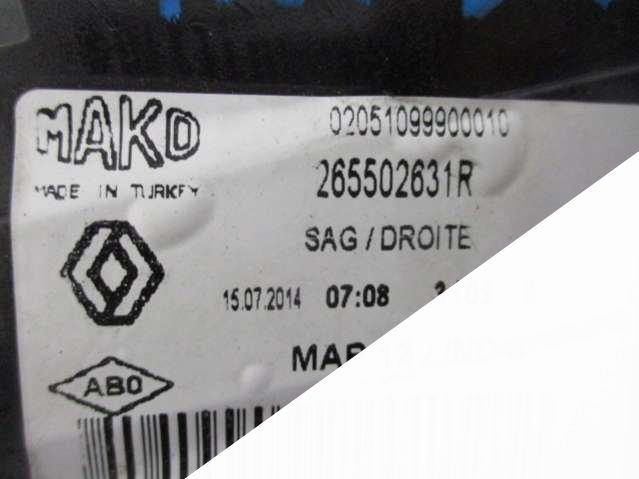 MAKO
02051099900010
MADE IN TURKEY
265502631R
SAG / DROITE
15.07.2014 07:08
ABO